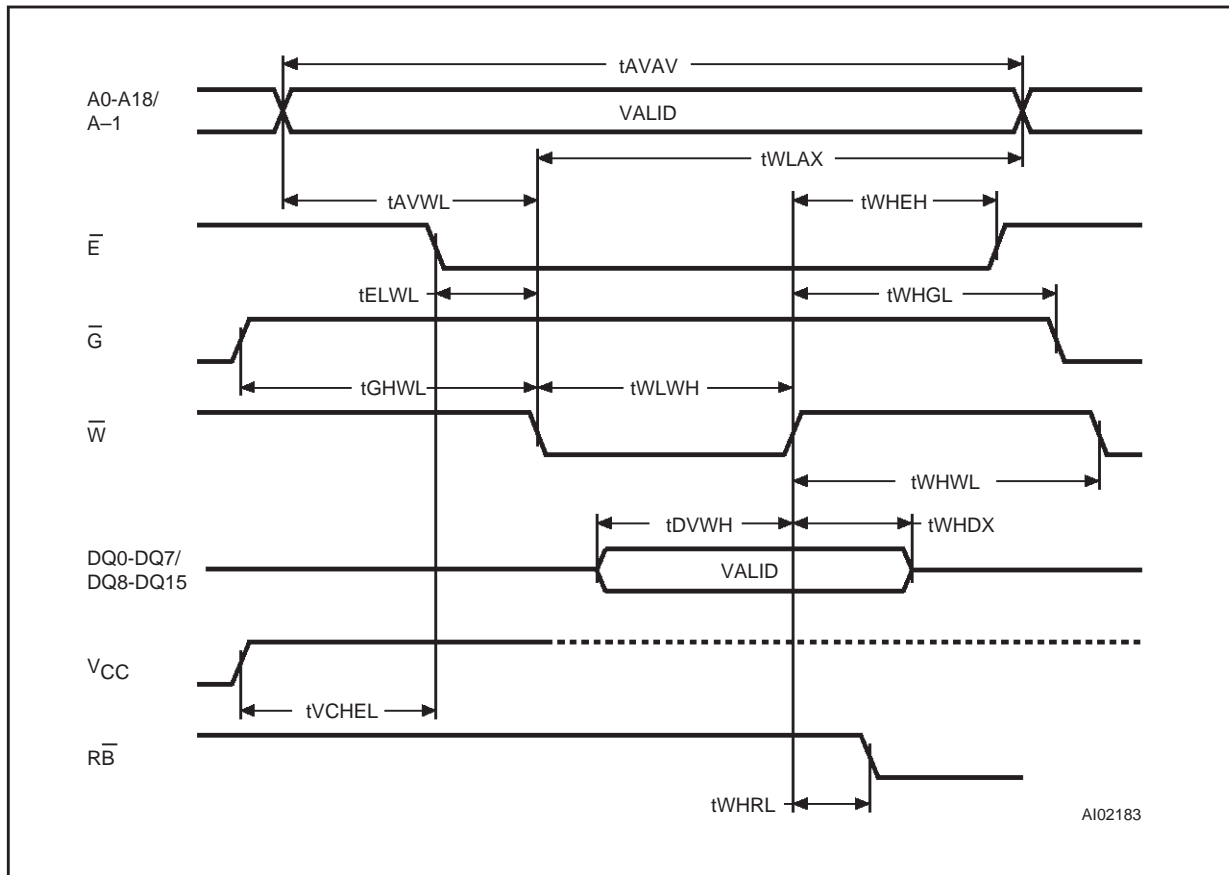 tAVAV
A0-A18/
A–1
VALID
tWLAX
tAVWL
tWHEH
E̅
tELWL
tWHGL
G̅
tGHWL
tWLWH
W̅
tWHWL
tDVWH
tWHDX
DQ0-DQ7/
DQ8-DQ15
VALID
VCC
tVCHEL
RB̅
tWHRL
AI02183